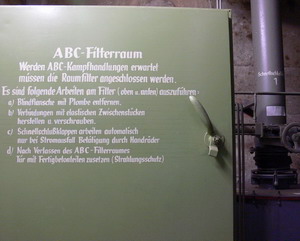 ABC-Filterraum
Werden ABC-Kampfhandlungen erwartet
müssen die Raumfilter angeschlossen werden.
Es sind folgende Arbeiten am Filter (oben u. unten) auszuführen:
a) Blindflansche mit Plombe entfernen.
b) Verbindungen mit elastischen Zwischenstücken
herstellen u. verschrauben.
c) Schnellschlußklappen arbeiten automatisch
nur bei Stromausfall Betätigung durch Handräder
d) Nach Verlassen des ABC-Filterraumes
Tür mit Fertigbetonteilen zusetzen (Strahlungsschutz)
1